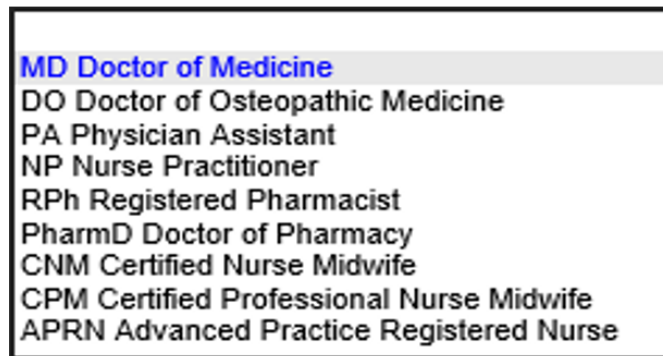 MD Doctor of Medicine
DO Doctor of Osteopathic Medicine
PA Physician Assistant
NP Nurse Practitioner
RPh Registered Pharmacist
PharmD Doctor of Pharmacy
CNM Certified Nurse Midwife
CPM Certified Professional Nurse Midwife
APRN Advanced Practice Registered Nurse